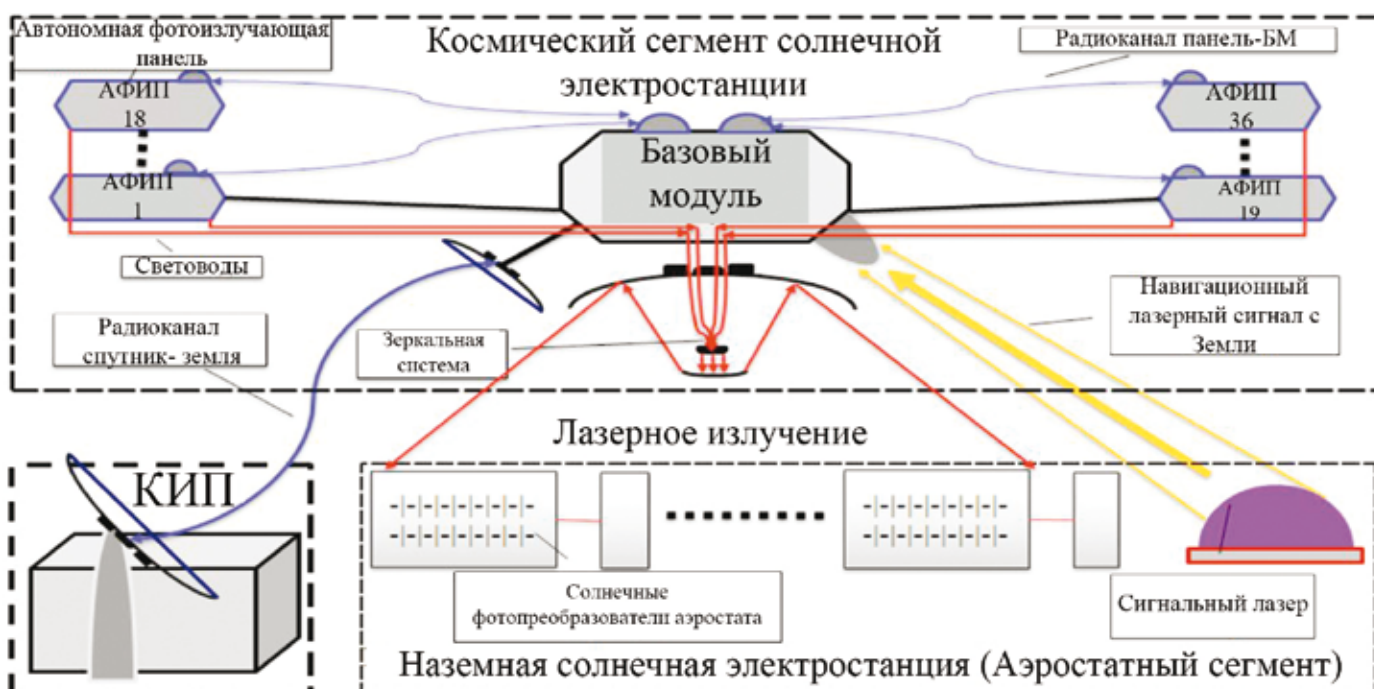 Автономная фотоизлучающая
панель
Космический сегмент солнечной
электростанции
Радиоканал панель-БМ
АФИП
18
АФИП
36
Базовый
модуль
АФИП
1
АФИП
19
Световоды
Навигационный
лазерный сигнал с
Земли
Радиоканал
спутник- земля
Зеркальная
система
Лазерное излучение
КИП
Солнечные
фотопреобразователи аэростата
Сигнальный лазер
Наземная солнечная электростанция (Аэростатный сегмент)